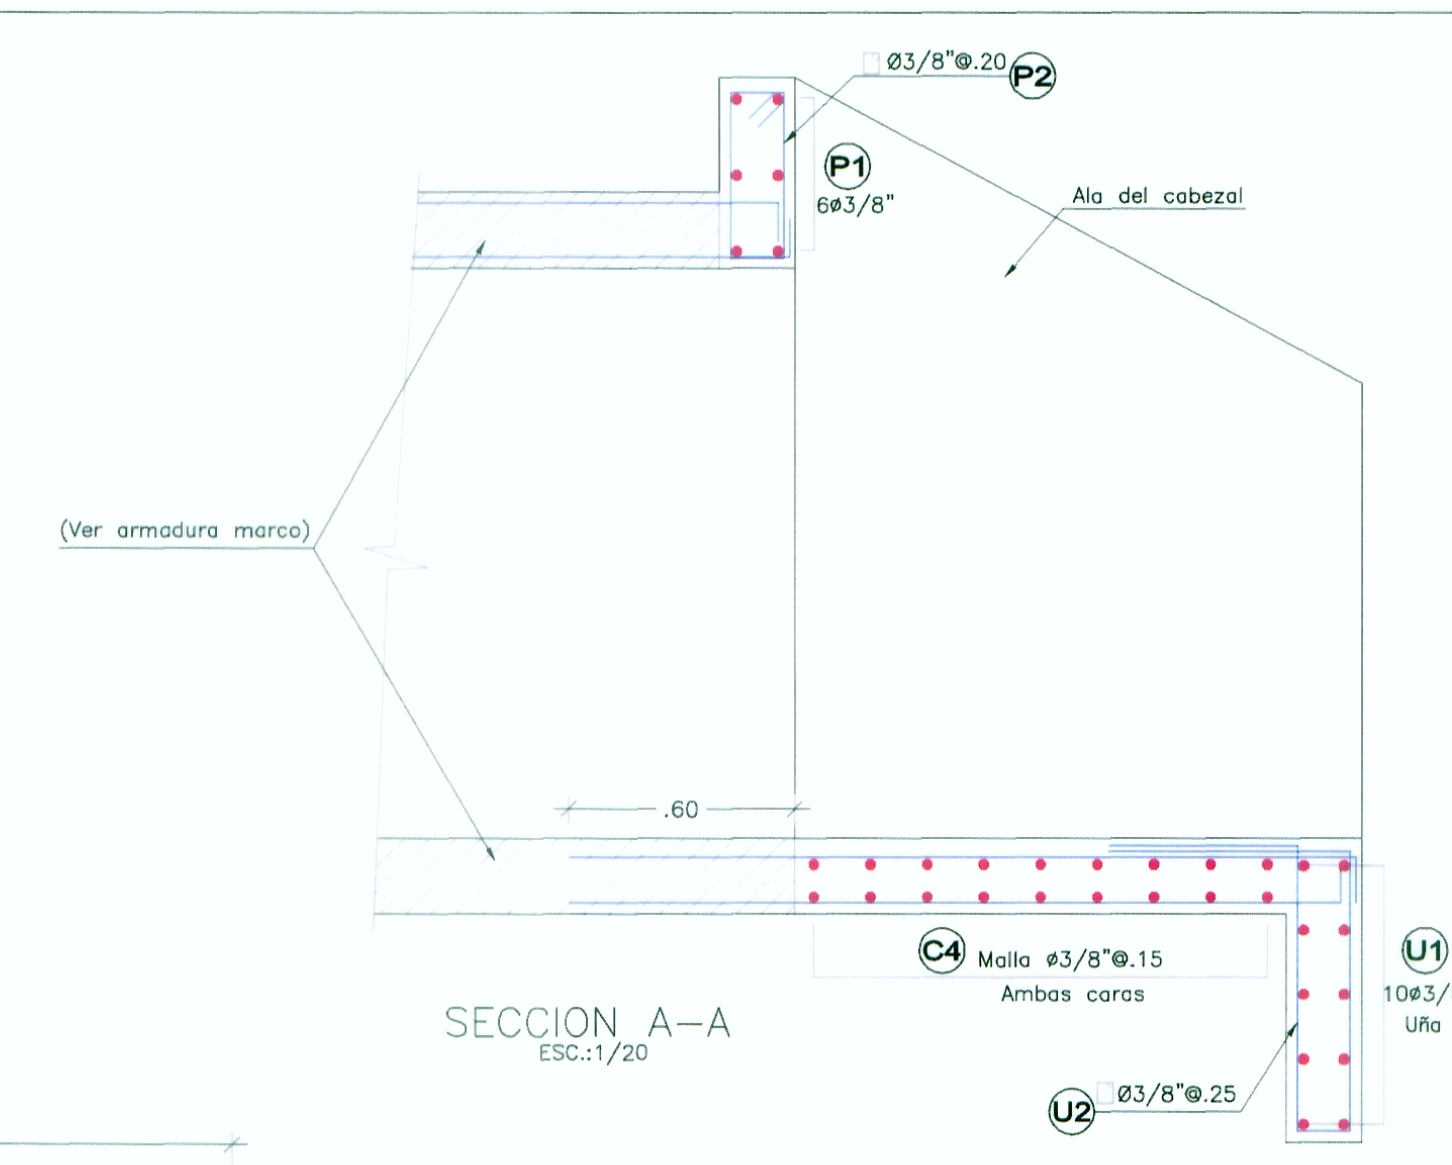 Ø3/8"@.20 P2
P1
6ø3/8"
Ala del cabezal
(Ver armadura marco)
.60
C4 Malla ø3/8"@.15
Ambas caras
U1
10ø3/
Uña
SECCION A-A
ESC.:1/20
U2 Ø3/8"@.25